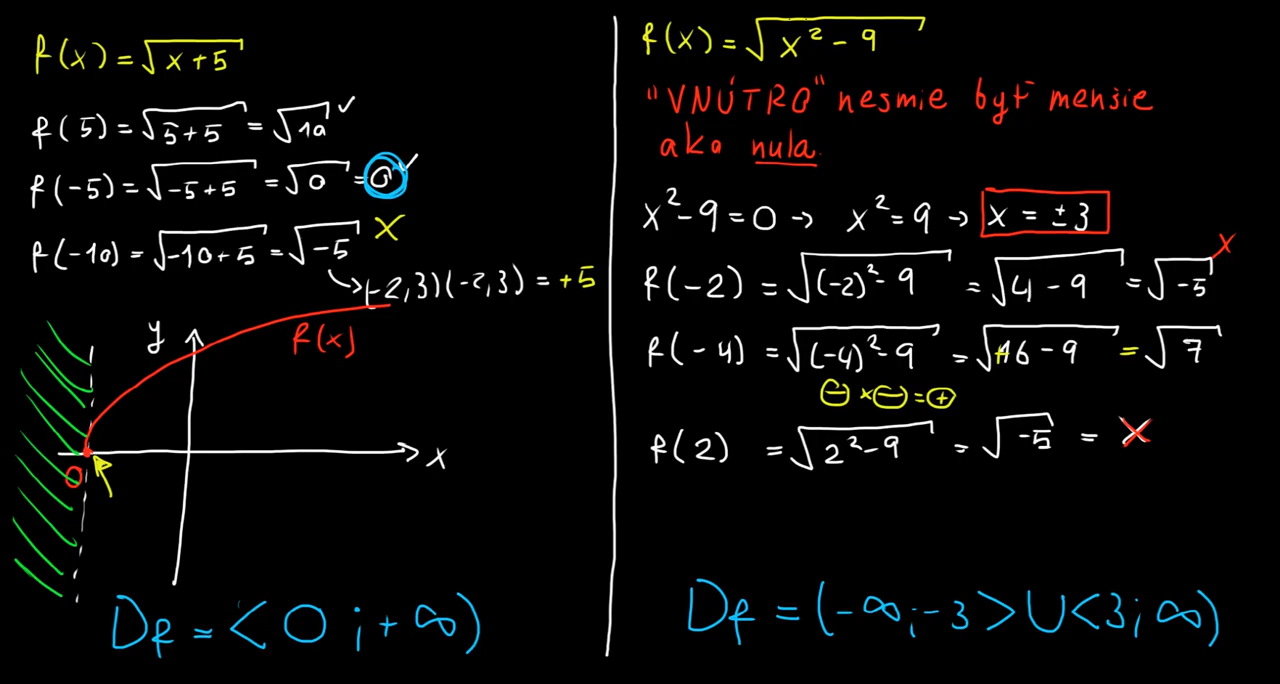 f(x) = √(x + 5)
f(5) = √(5 + 5) = √10 ✓
f(-5) = √(-5 + 5) = √0 = 0 ✓
f(-10) = √(-10 + 5) = √-5 X
(-2,3)(-2,3) = +5
y
f(x)
x
0
Df = <0; +∞)
f(x) = √(x² - 9)
"VNÚTRO" nesmie byť menšie
ako nula.
x² - 9 = 0 → x² = 9 → x = ±3
f(-2) = √((-2)² - 9) = √(4 - 9) = √-5 X
f(-4) = √((-4)² - 9) = √(+16 - 9) = √7
⊖ × ⊖ = ⊕
f(2) = √(2² - 9) = √-5 = X
Df = (-∞; -3> U <3; ∞)